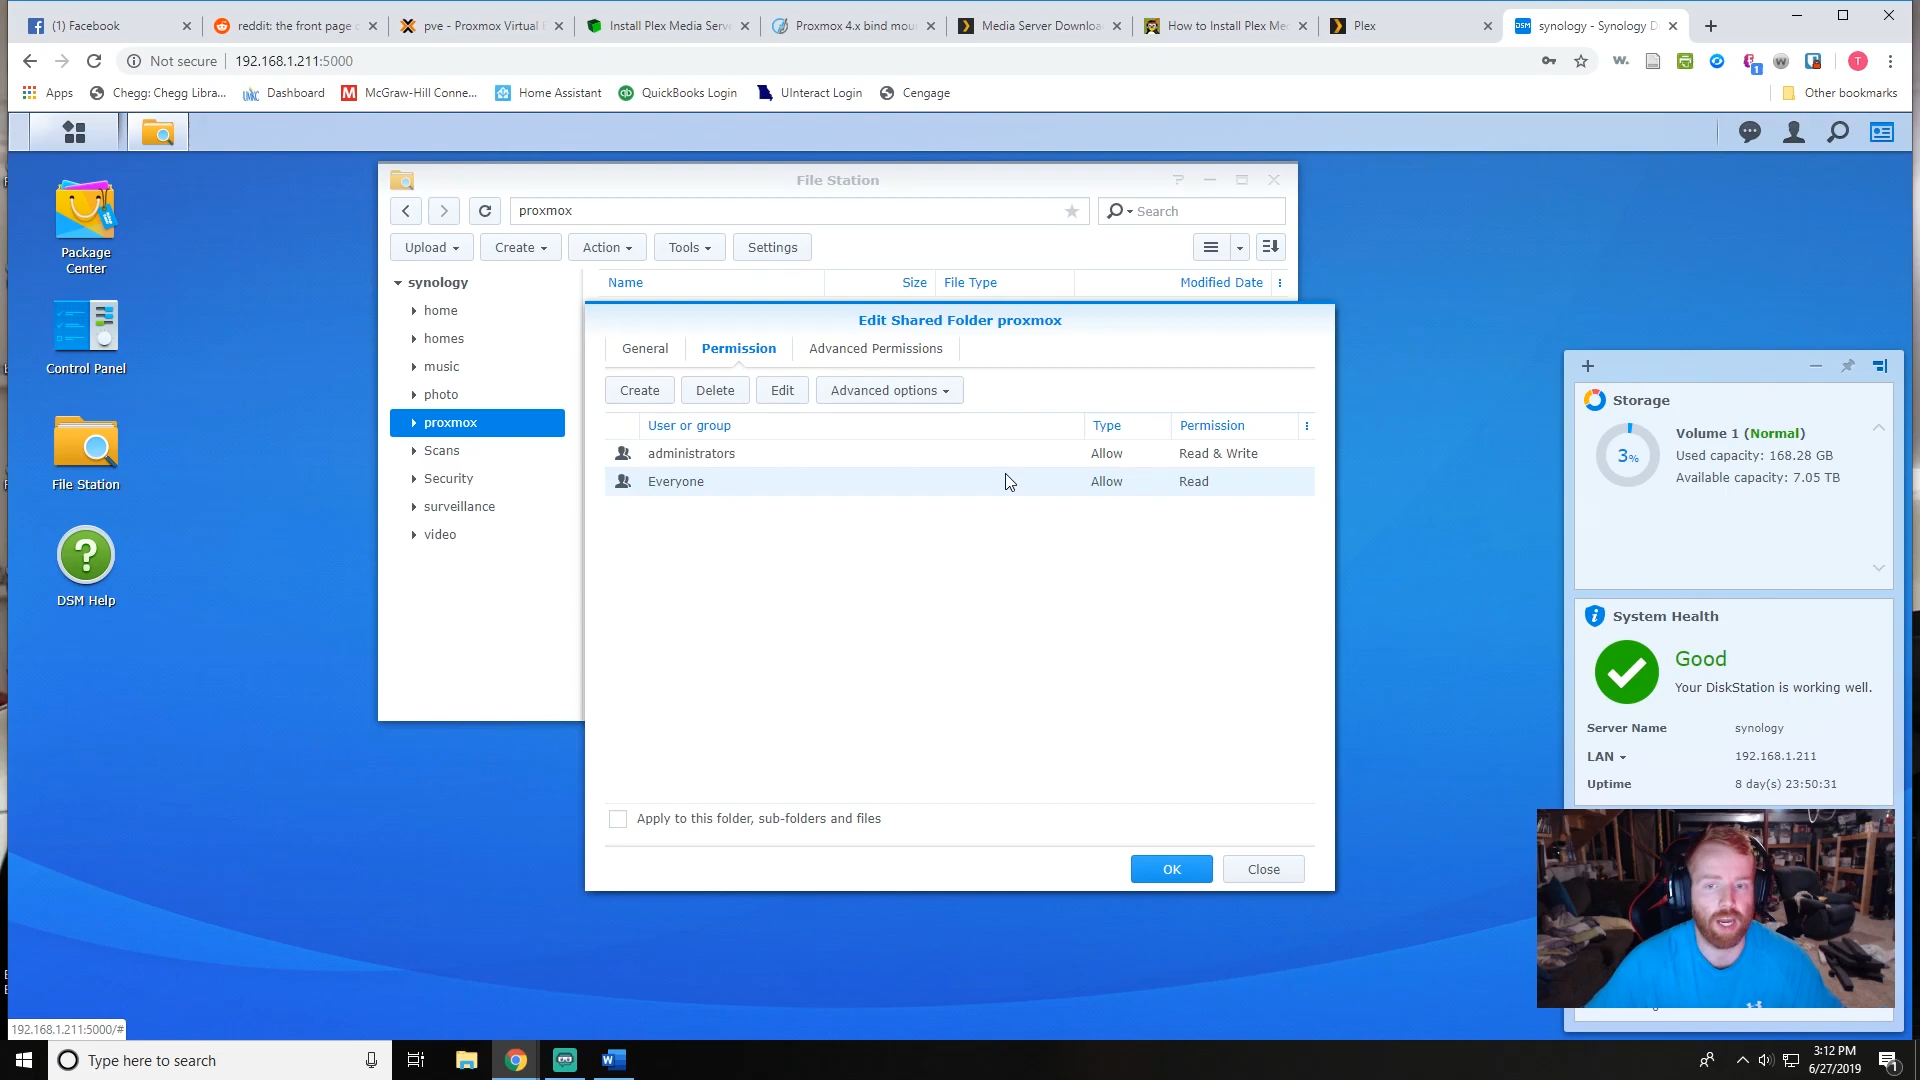 (1) Facebook
reddit: the front page
pve - Proxmox Virtual
Install Plex Media Serv
Proxmox 4.x bind mou
Media Server Downloa
How to Install Plex Me
Plex
DSM
synology - Synology D
Not secure
192.168.1.211:5000
W.
1
W
T
Apps
Chegg: Chegg Libra...
Dashboard
McGraw-Hill Conne...
Home Assistant
QuickBooks Login
UInteract Login
Cengage
Other bookmarks
Package
Center
Control Panel
File Station
DSM Help
File Station
proxmox
Search
Upload
Create
Action
Tools
Settings
synology
home
homes
music
photo
proxmox
Scans
Security
surveillance
video
Name
Size
File Type
Modified Date
Edit Shared Folder proxmox
General
Permission
Advanced Permissions
Create
Delete
Edit
Advanced options
User or group
Type
Permission
administrators
Allow
Read & Write
Everyone
Allow
Read
Apply to this folder, sub-folders and files
OK
Close
Storage
3%
Volume 1 (Normal)
Used capacity: 168.28 GB
Available capacity: 7.05 TB
System Health
Good
Your DiskStation is working well.
Server Name
synology
LAN
192.168.1.211
Uptime
8 day(s) 23:50:31
192.168.1.211:5000/#
Type here to search
3:12 PM
6/27/2019
1